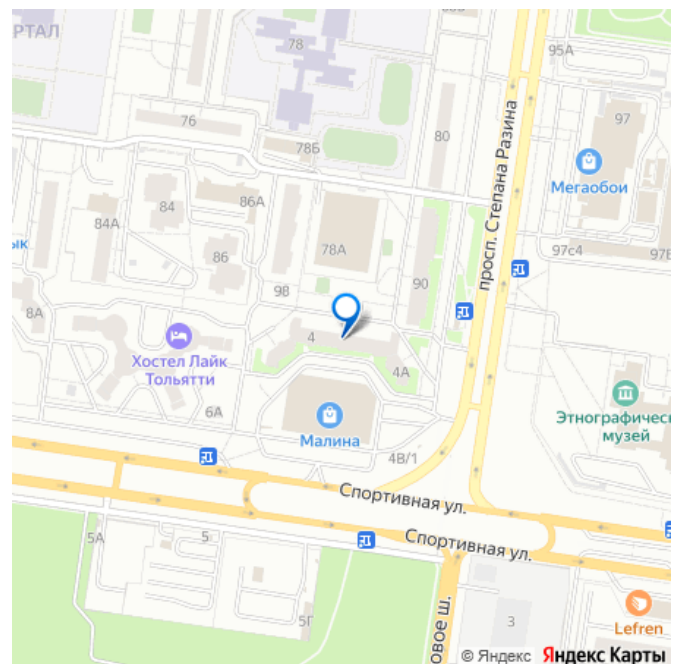 РТАЛ
78
95А
76
80
97
78Б
Мегаобои
просп. Степана Разина
86А
84
84А
78А
97с4
97В
ык
86
90
98
8А
4
Хостел Лайк
Тольятти
4А
6А
Малина
Этнографическ
музей
4В/1
Спортивная ул.
Спортивная ул.
5А
5
5Г
3
овое ш.
Lefren
© Яндекс Яндекс Карты